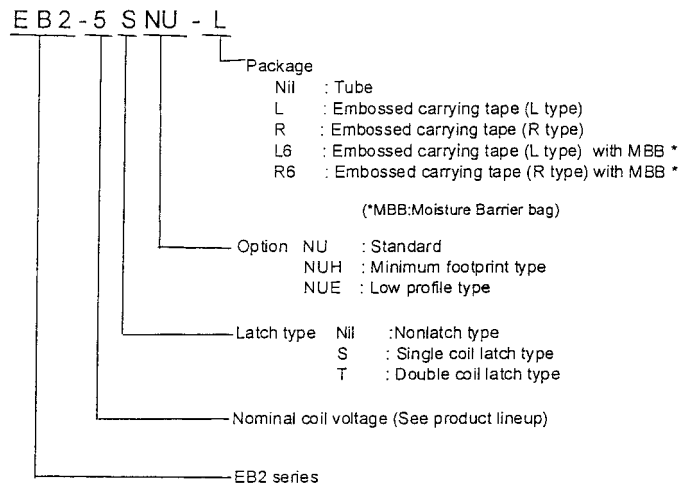 EB2-5 S NU - L
Package
Nil : Tube
L : Embossed carrying tape (L type)
R : Embossed carrying tape (R type)
L6 : Embossed carrying tape (L type) with MBB *
R6 : Embossed carrying tape (R type) with MBB *
(*MBB:Moisture Barrier bag)
Option NU : Standard
NUH : Minimum footprint type
NUE : Low profile type
Latch type Nil :Nonlatch type
S : Single coil latch type
T : Double coil latch type
Nominal coil voltage (See product lineup)
EB2 series